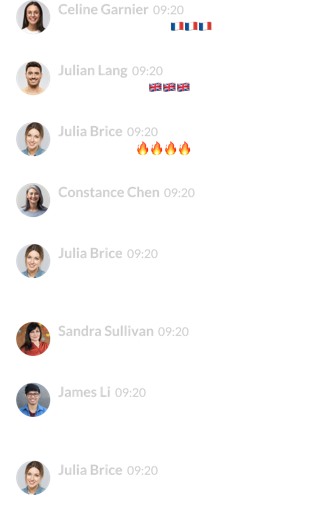 Celine Garnier 09:20
🇫🇷🇫🇷🇫🇷
Julian Lang 09:20
🇬🇧🇬🇧🇬🇧
Julia Brice 09:20
🔥🔥🔥🔥
Constance Chen 09:20
Julia Brice 09:20
Sandra Sullivan 09:20
James Li 09:20
Julia Brice 09:20